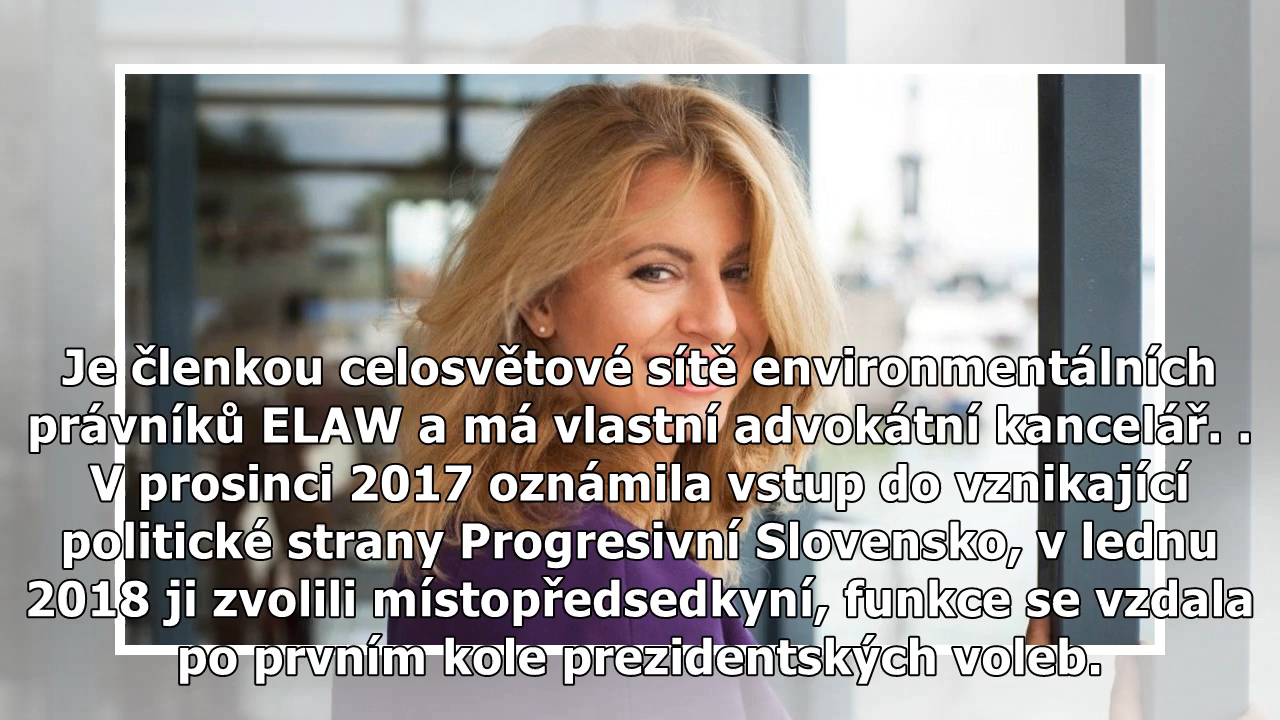 Je členkou celosvětové sítě environmentálních
právníků ELAW a má vlastní advokátní kancelář. .
V prosinci 2017 oznámila vstup do vznikající
politické strany Progresivní Slovensko, v lednu
2018 ji zvolili místopředsedkyní, funkce se vzdala
po prvním kole prezidentských voleb.